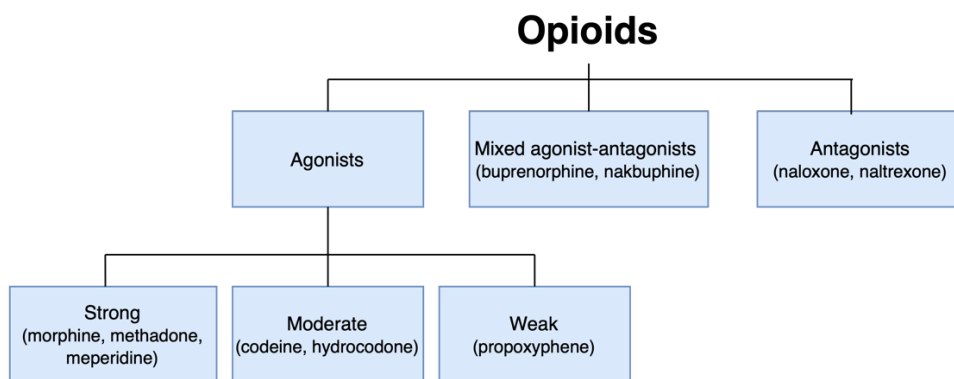 Opioids
Agonists
Mixed agonist-antagonists
(buprenorphine, nakbuphine)
Antagonists
(naloxone, naltrexone)
Strong
(morphine, methadone,
meperidine)
Moderate
(codeine, hydrocodone)
Weak
(propoxyphene)